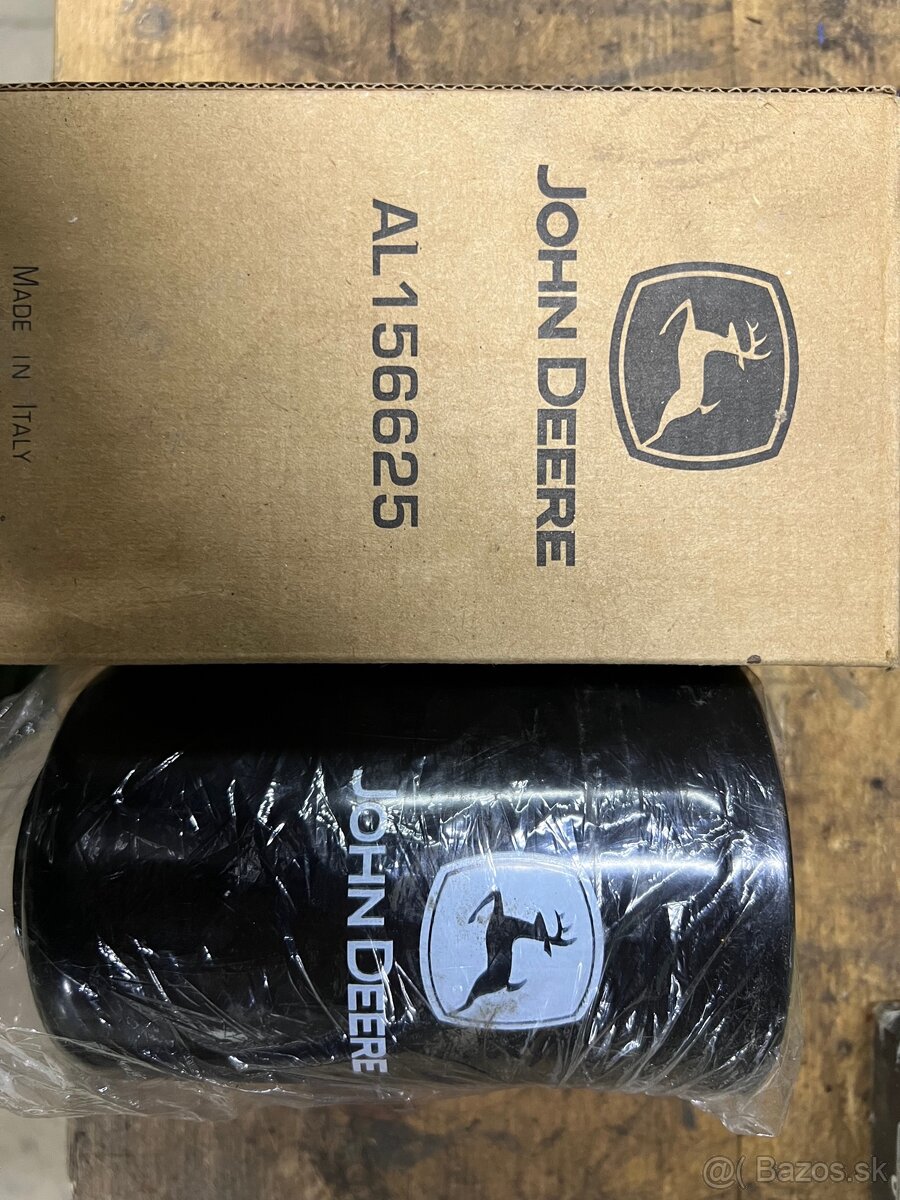 JOHN DEERE
AL156625
MADE IN ITALY
JOHN DEERE
@( Bazos.sk